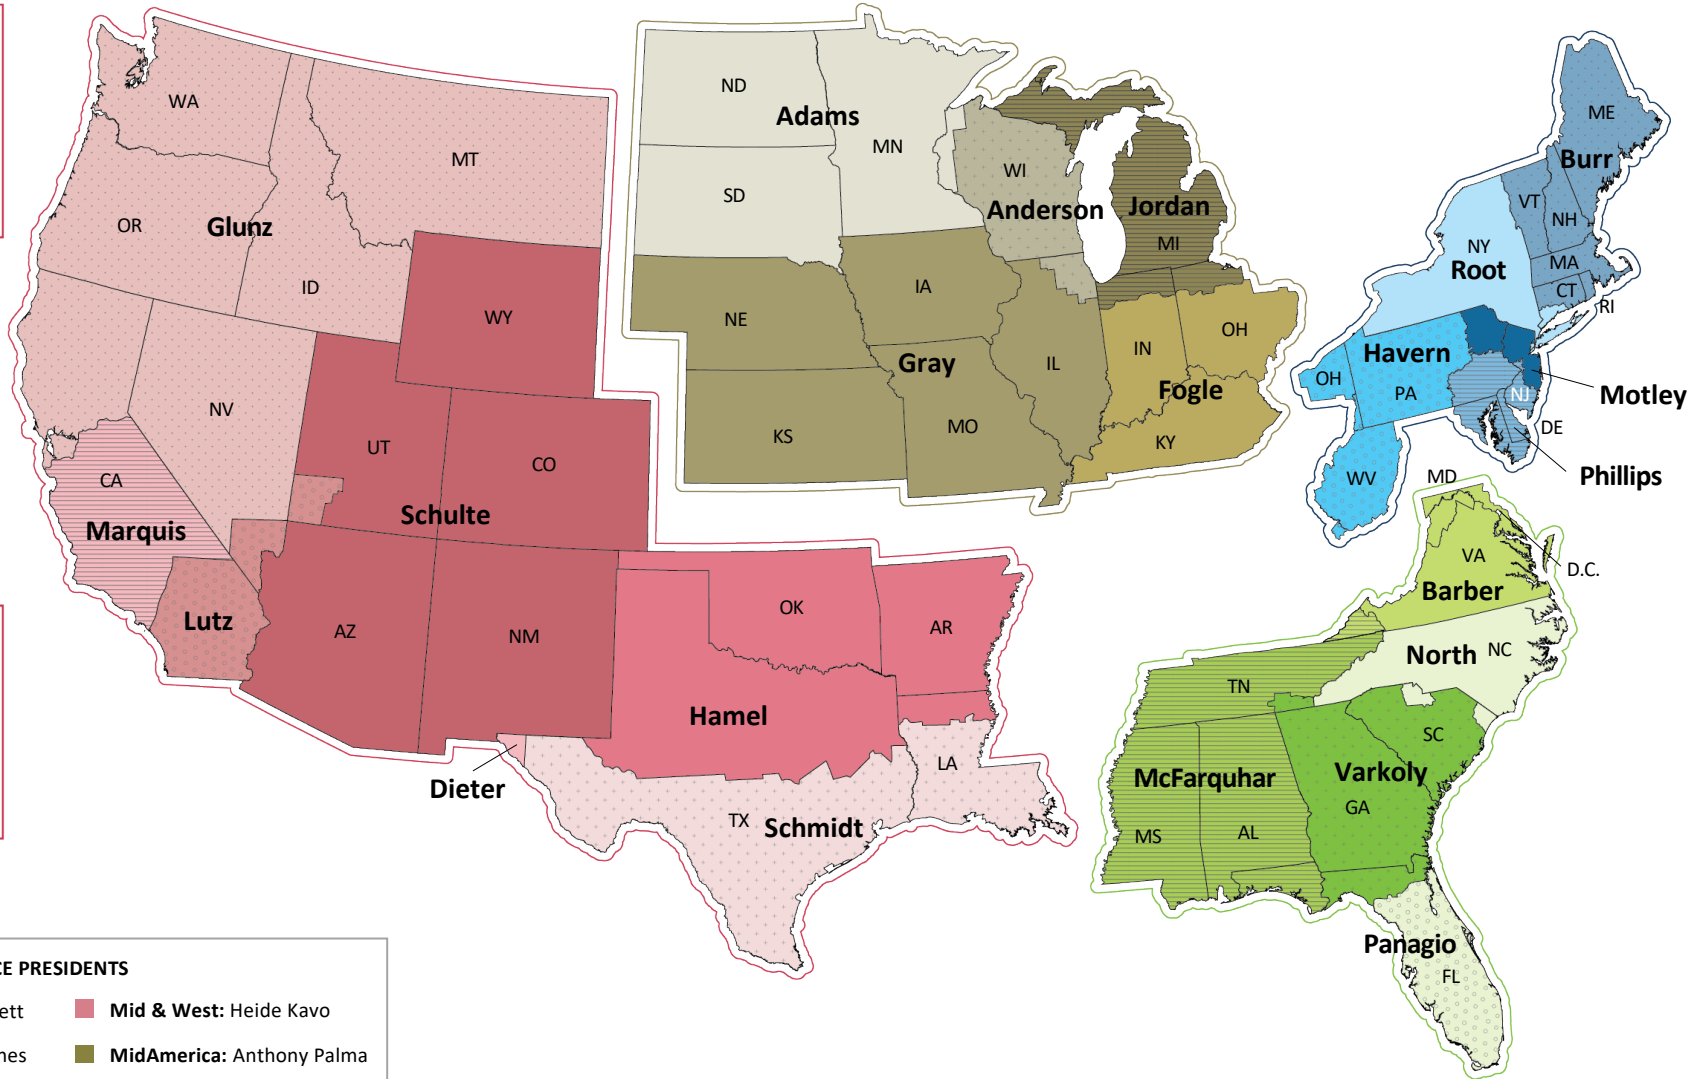 WA
MT
OR
Glunz
ID
WY
NV
UT
CO
CA
Marquis
Schulte
Lutz
AZ
NM
OK
AR
Hamel
Dieter
LA
TX
Schmidt
ND
Adams
MN
SD
WI
Anderson
Jordan
MI
IA
NE
OH
IN
Gray
IL
Fogle
KS
MO
KY
ME
Burr
VT
NH
NY
Root
MA
CT
RI
Havern
OH
PA
NJ
Motley
DE
Phillips
WV
MD
VA
D.C.
Barber
North
NC
TN
SC
McFarquhar
Varkoly
GA
MS
AL
Panagio
FL
CE PRESIDENTS
ett
Mid & West: Heide Kavo
nes
MidAmerica: Anthony Palma